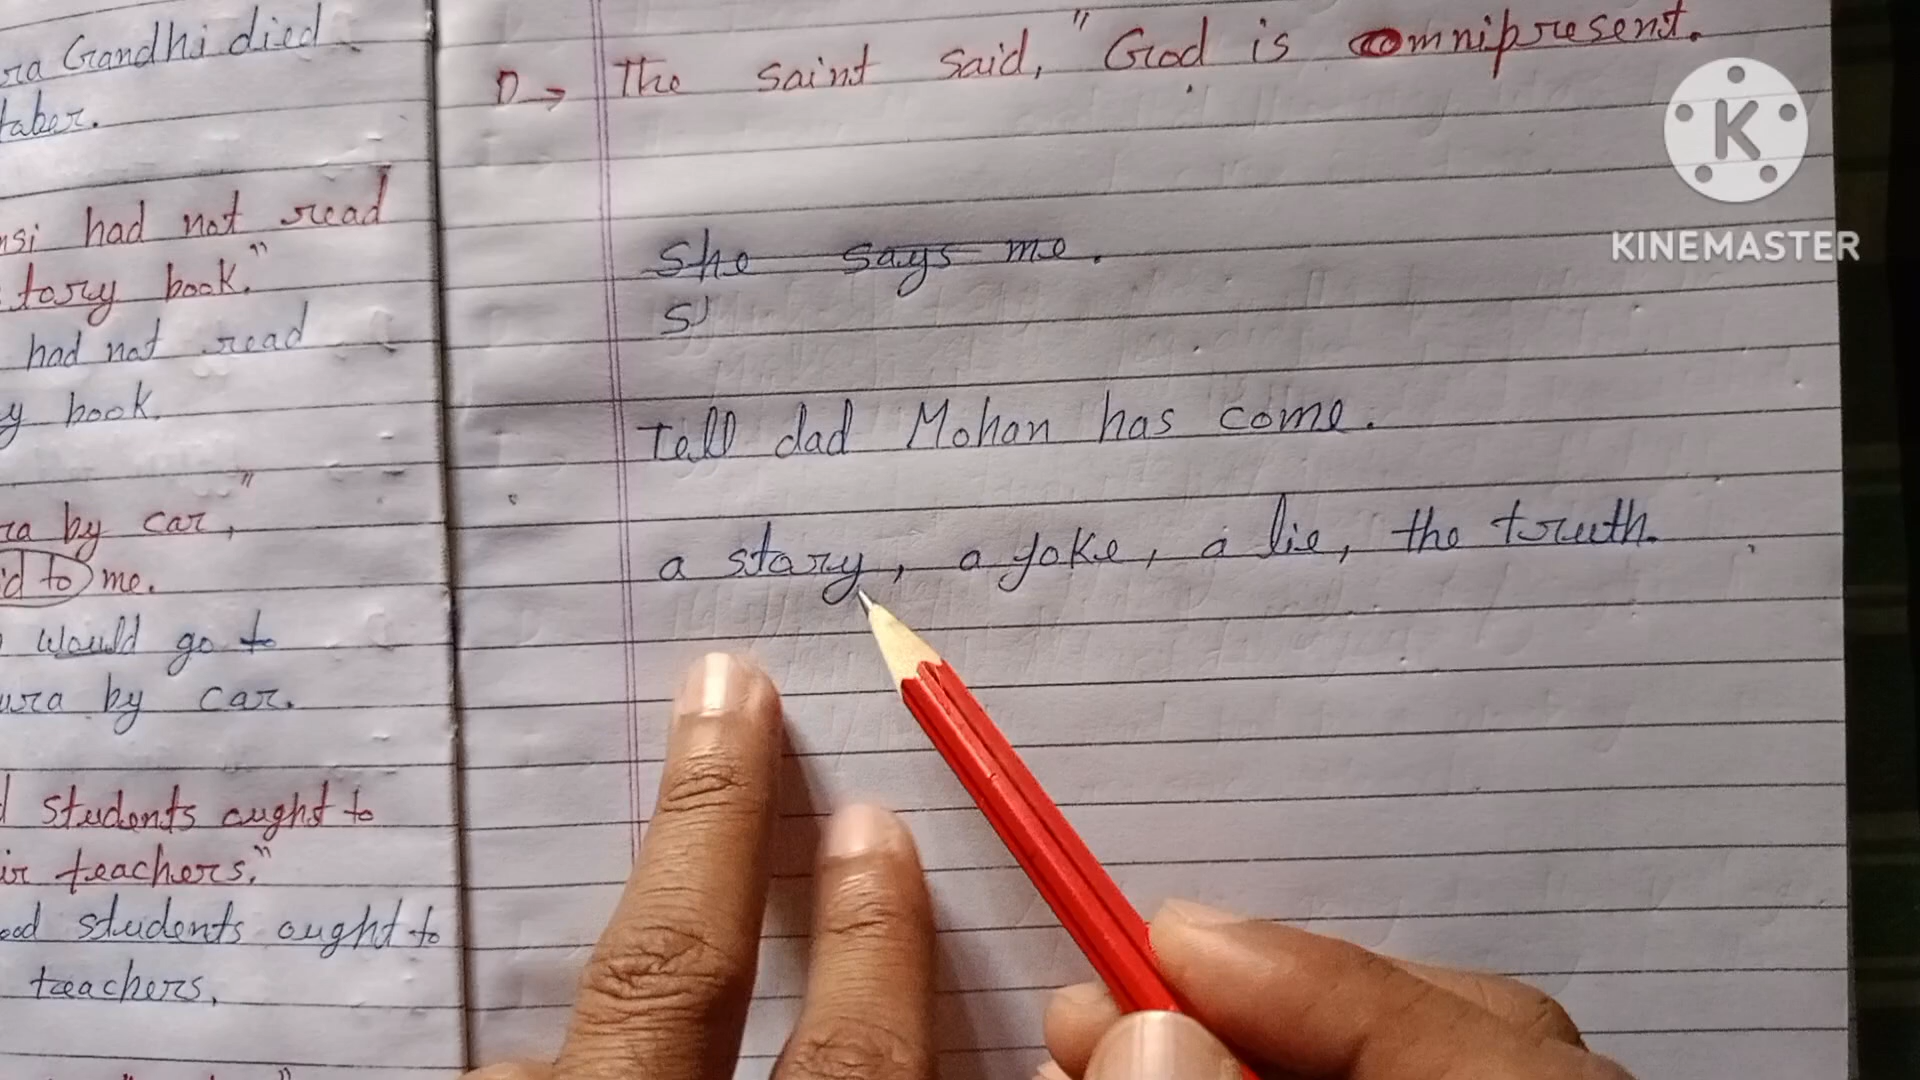 ra Gandhi died
taber.
nsi had not read
tory book."
had not read
y book.
ra by car,"
id to me.
would go to
ura by car.
d students ought to
ir teachers,"
ood students ought to
teachers,
D → The saint said, "God is omnipresent.
She says me.
S
Tell dad Mohan has come.
a story, a joke, a lie, the truth.
K
KINEMASTER